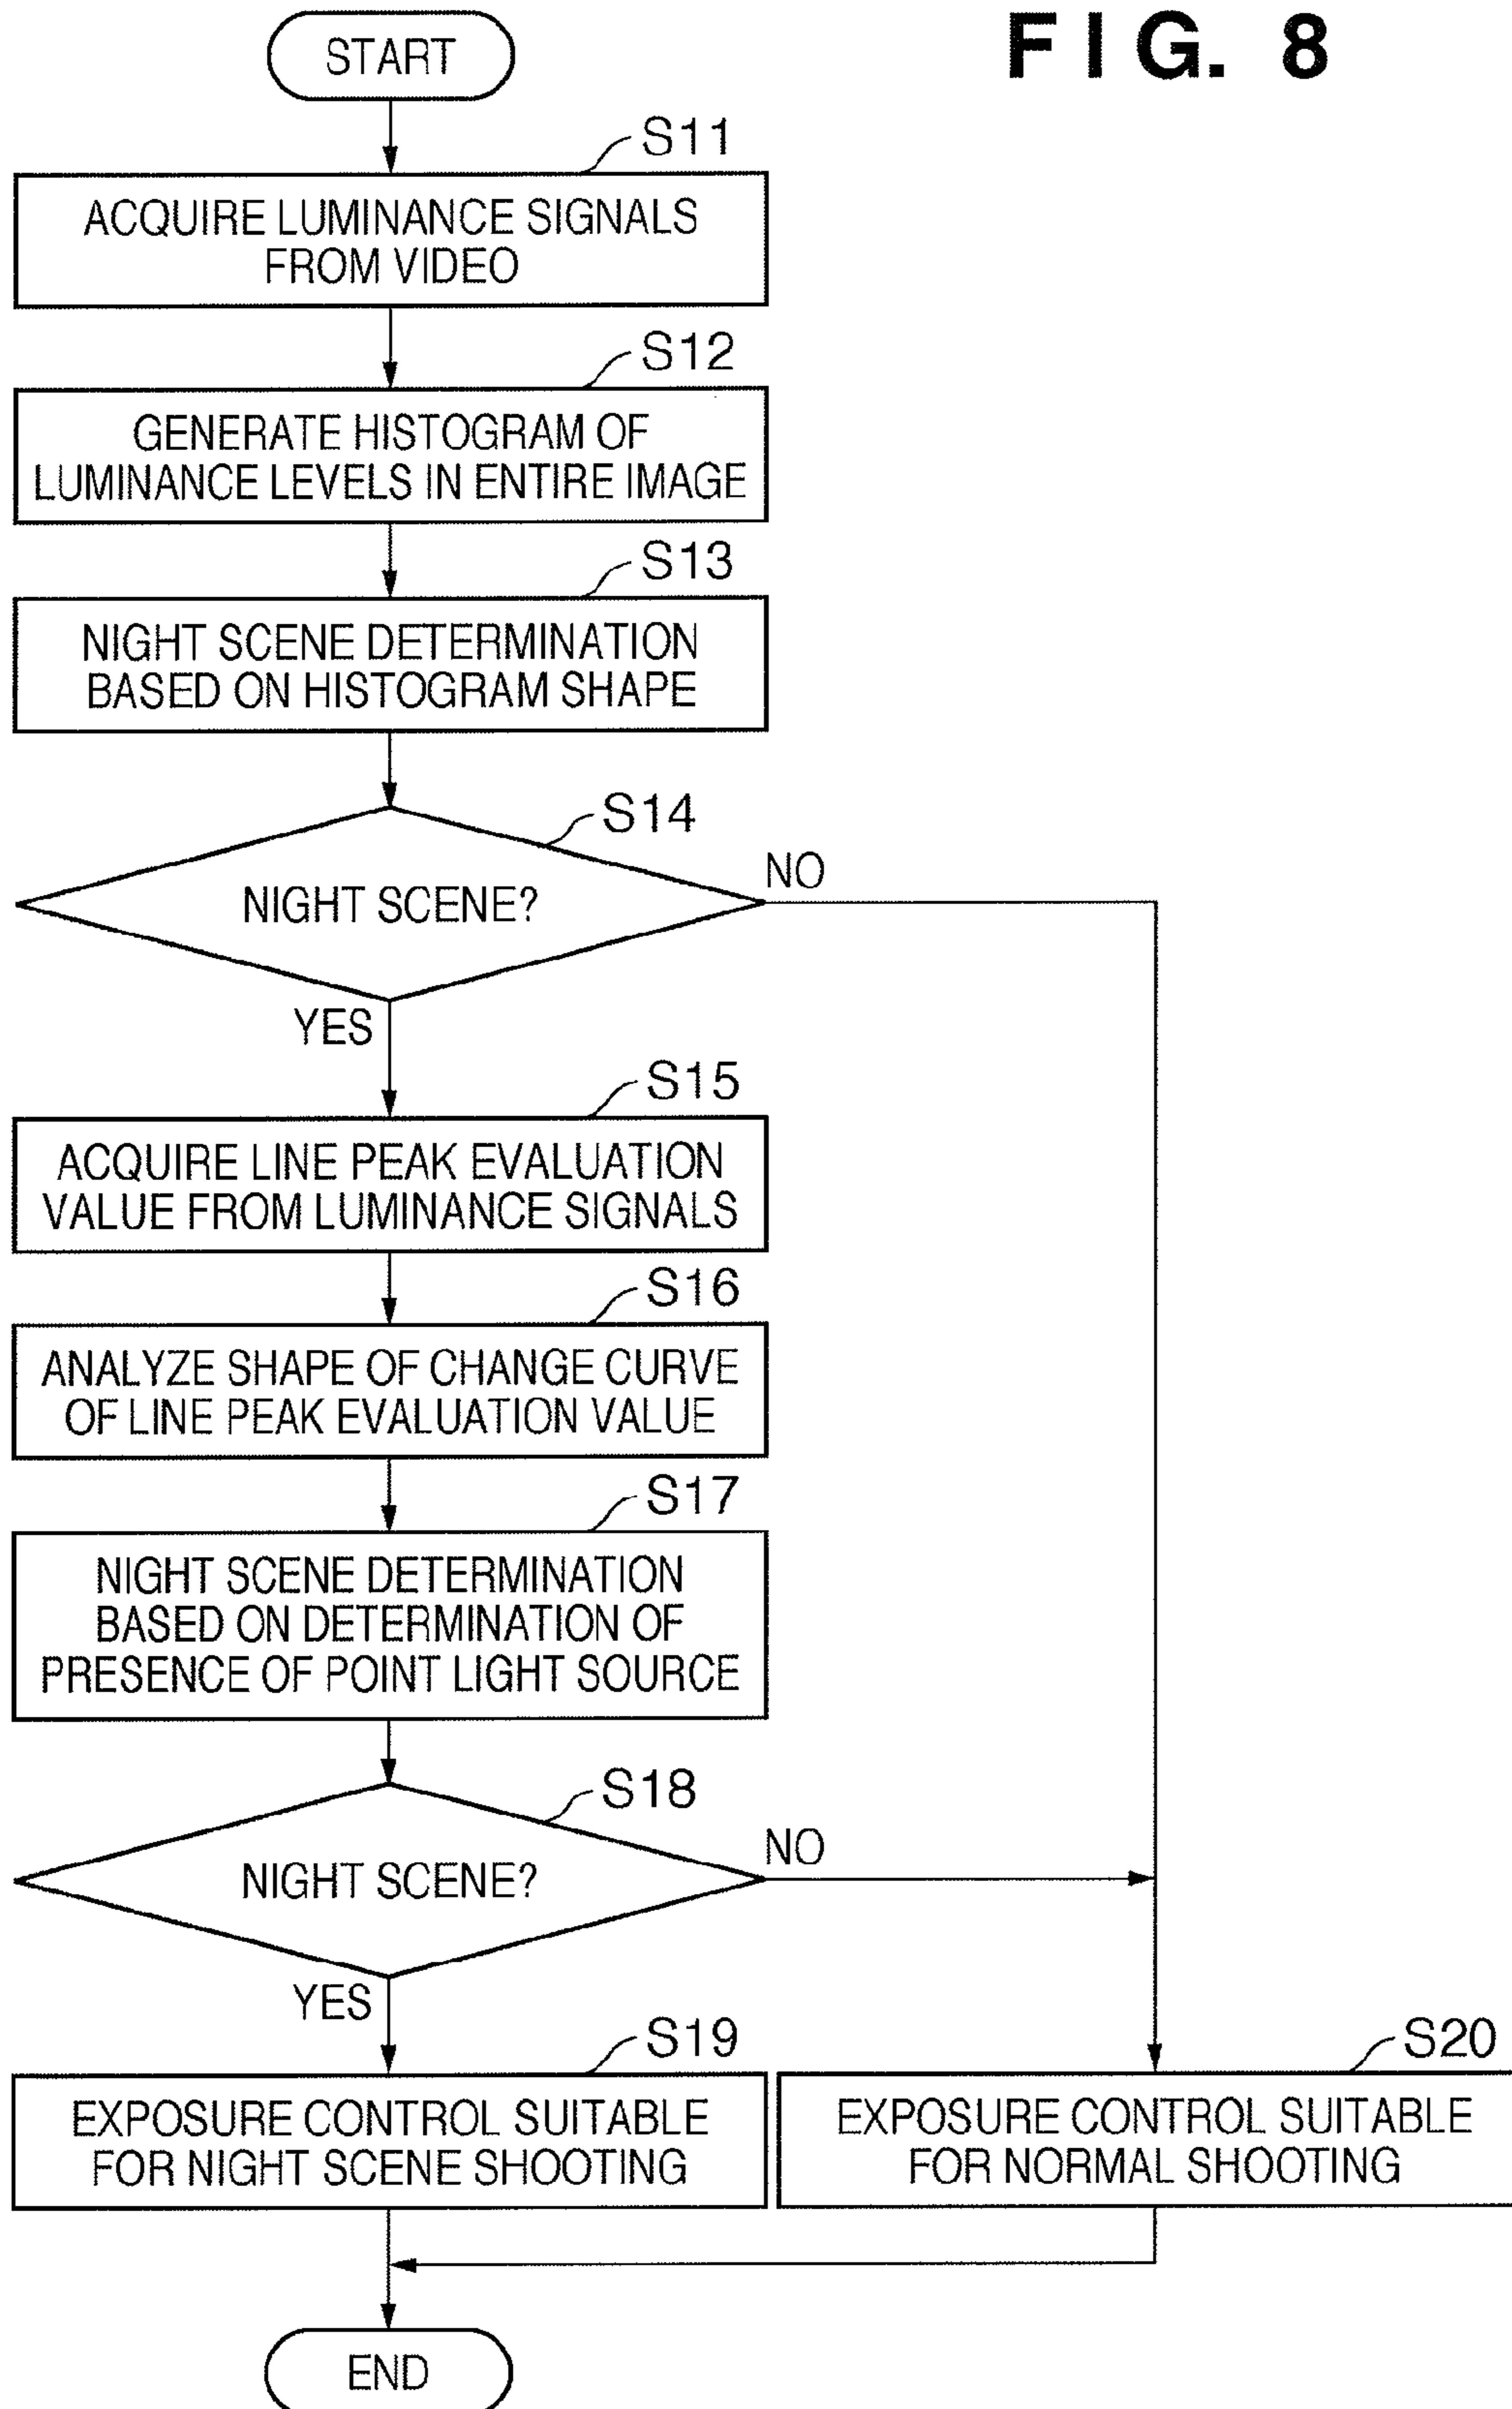 FIG. 8
START
S11
ACQUIRE LUMINANCE SIGNALS
FROM VIDEO
S12
GENERATE HISTOGRAM OF
LUMINANCE LEVELS IN ENTIRE IMAGE
S13
NIGHT SCENE DETERMINATION
BASED ON HISTOGRAM SHAPE
S14
NIGHT SCENE?
NO
YES
S15
ACQUIRE LINE PEAK EVALUATION
VALUE FROM LUMINANCE SIGNALS
S16
ANALYZE SHAPE OF CHANGE CURVE
OF LINE PEAK EVALUATION VALUE
S17
NIGHT SCENE DETERMINATION
BASED ON DETERMINATION OF
PRESENCE OF POINT LIGHT SOURCE
S18
NIGHT SCENE?
NO
YES
S19
EXPOSURE CONTROL SUITABLE
FOR NIGHT SCENE SHOOTING
S20
EXPOSURE CONTROL SUITABLE
FOR NORMAL SHOOTING
END